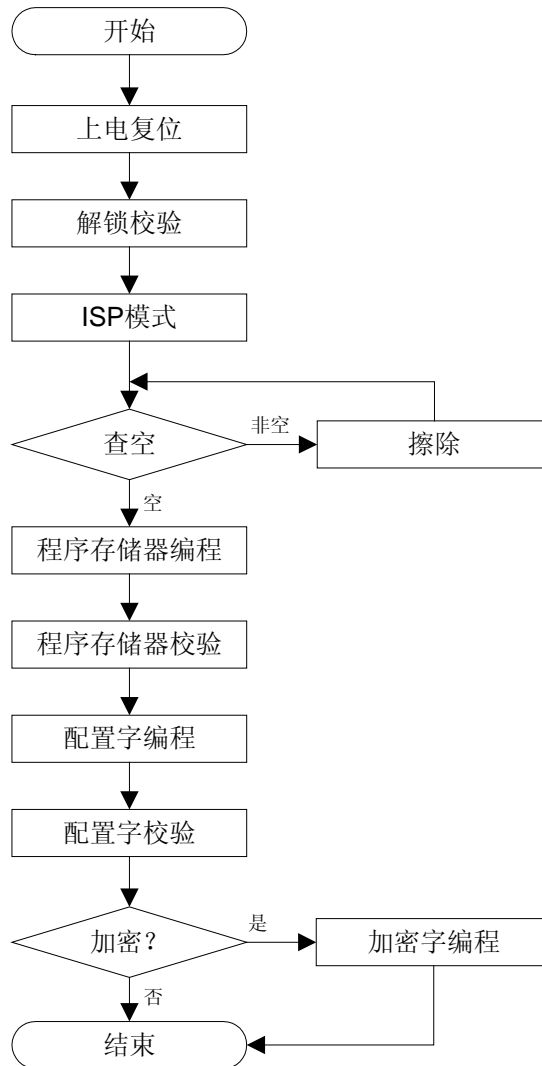 开始
上电复位
解锁校验
ISP模式
查空
非空
擦除
空
程序存储器编程
程序存储器校验
配置字编程
配置字校验
加密？
是
加密字编程
否
结束